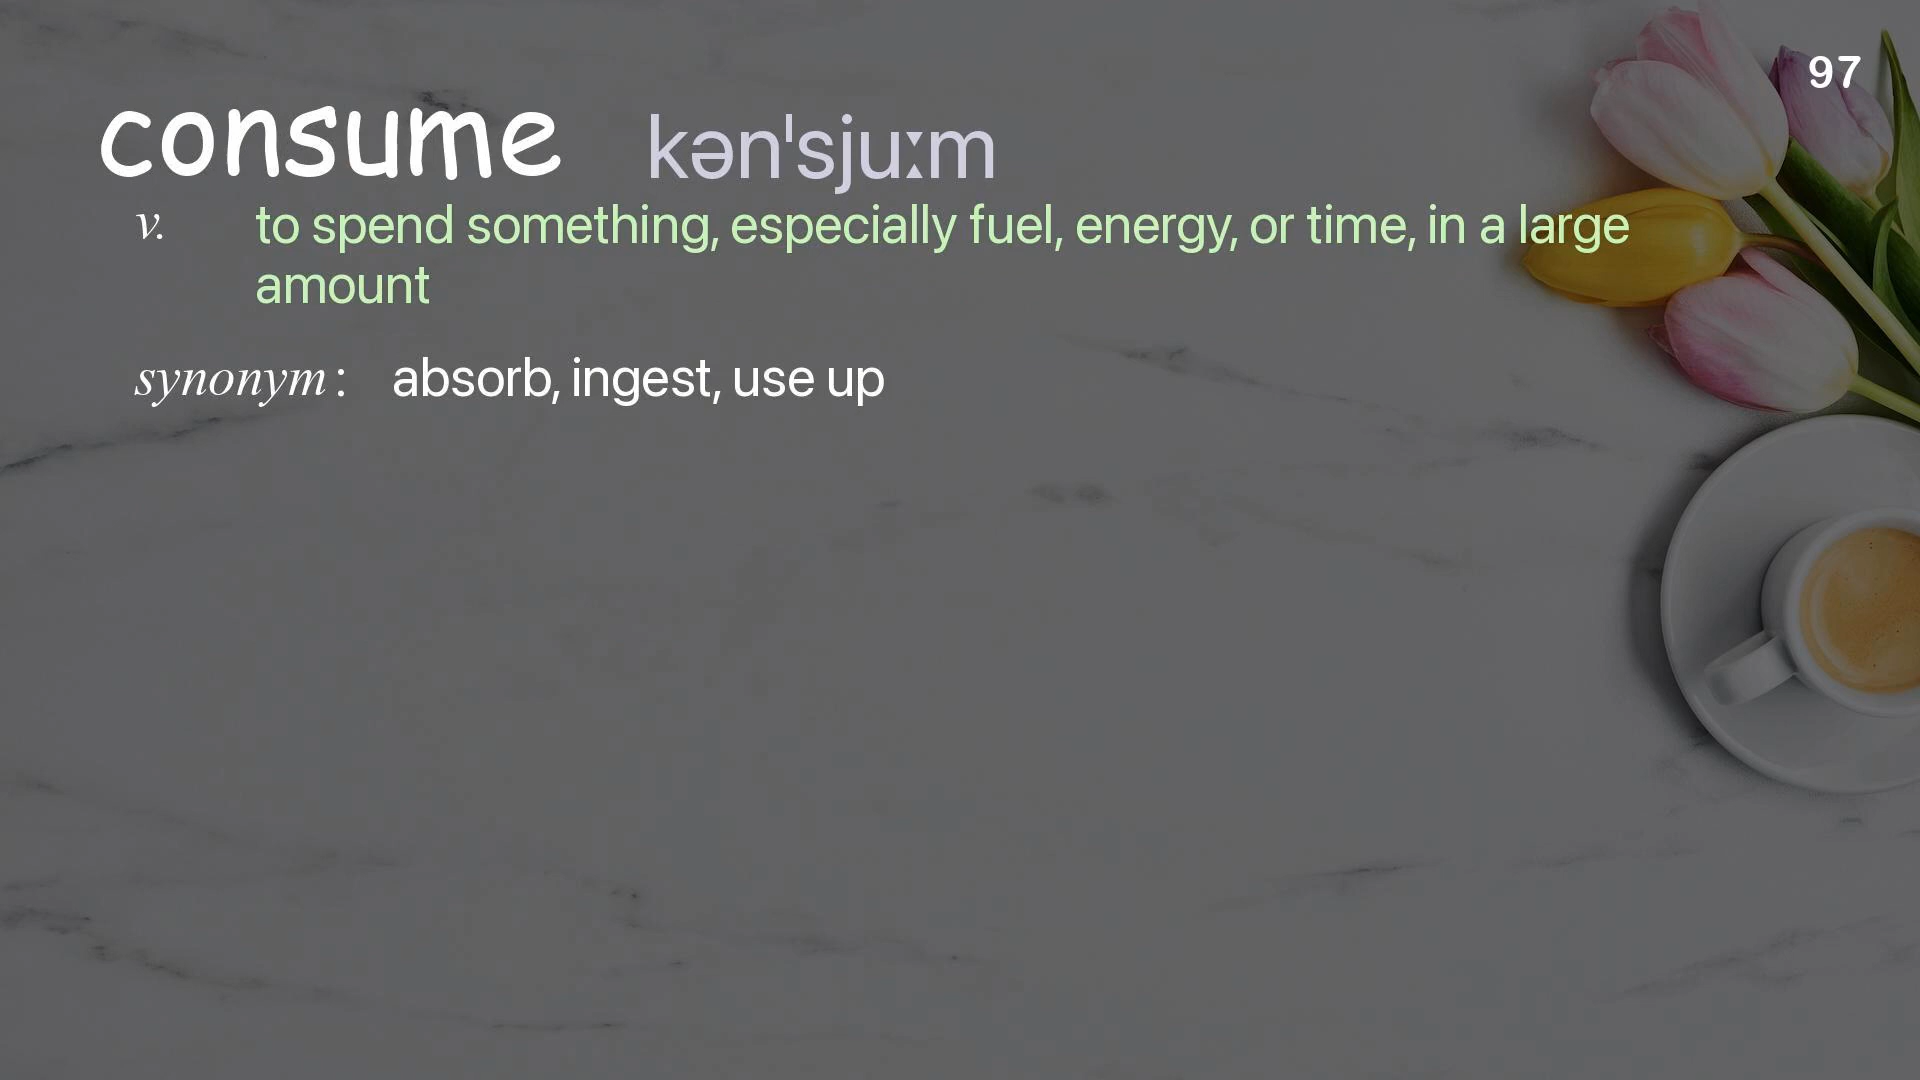 97
consume kən'sjuːm
v. to spend something, especially fuel, energy, or time, in a large
amount
synonym : absorb, ingest, use up